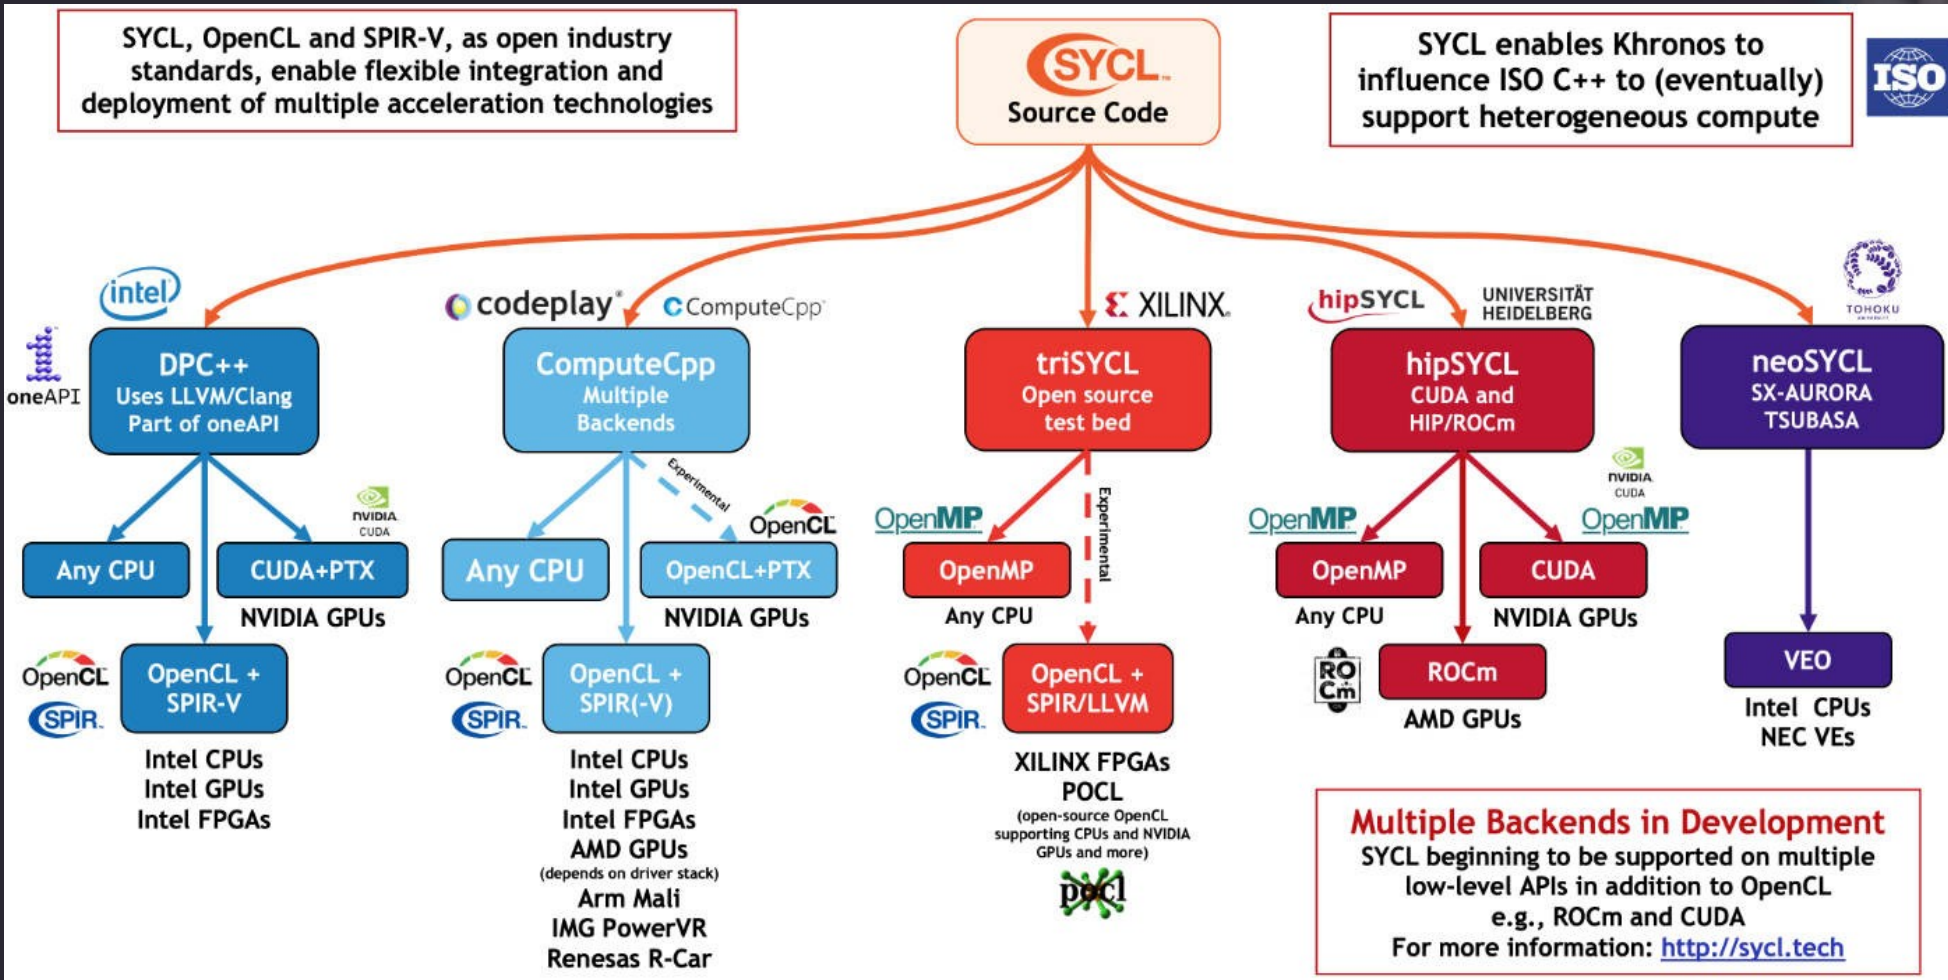 SYCL, OpenCL and SPIR-V, as open industry
standards, enable flexible integration and
deployment of multiple acceleration technologies
SYCL™
Source Code
SYCL enables Khronos to
influence ISO C++ to (eventually)
support heterogeneous compute
ISO
intel
oneAPI
DPC++
Uses LLVM/Clang
Part of oneAPI
NVIDIA
CUDA
Any CPU
CUDA+PTX
NVIDIA GPUs
OpenCL
SPIR
OpenCL +
SPIR-V
Intel CPUs
Intel GPUs
Intel FPGAs
codeplay®
ComputeCpp
ComputeCpp
Multiple
Backends
Experimental
OpenCL
Any CPU
OpenCL+PTX
NVIDIA GPUs
OpenCL
SPIR
OpenCL +
SPIR(-V)
Intel CPUs
Intel GPUs
Intel FPGAs
AMD GPUs
(depends on driver stack)
Arm Mali
IMG PowerVR
Renesas R-Car
XILINX
triSYCL
Open source
test bed
Experimental
OpenMP
OpenMP
Any CPU
OpenCL
SPIR
OpenCL +
SPIR/LLVM
XILINX FPGAs
POCL
(open-source OpenCL
supporting CPUs and NVIDIA
GPUs and more)
pocl
hipSYCL
UNIVERSITÄT
HEIDELBERG
hipSYCL
CUDA and
HIP/ROCm
NVIDIA
CUDA
OpenMP
OpenMP
OpenMP
CUDA
Any CPU
NVIDIA GPUs
RO
Cm
ROCm
AMD GPUs
TOHOKU
UNIVERSITY
neoSYCL
SX-AURORA
TSUBASA
VEO
Intel CPUs
NEC VEs
Multiple Backends in Development
SYCL beginning to be supported on multiple
low-level APIs in addition to OpenCL
e.g., ROCm and CUDA
For more information: http://sycl.tech